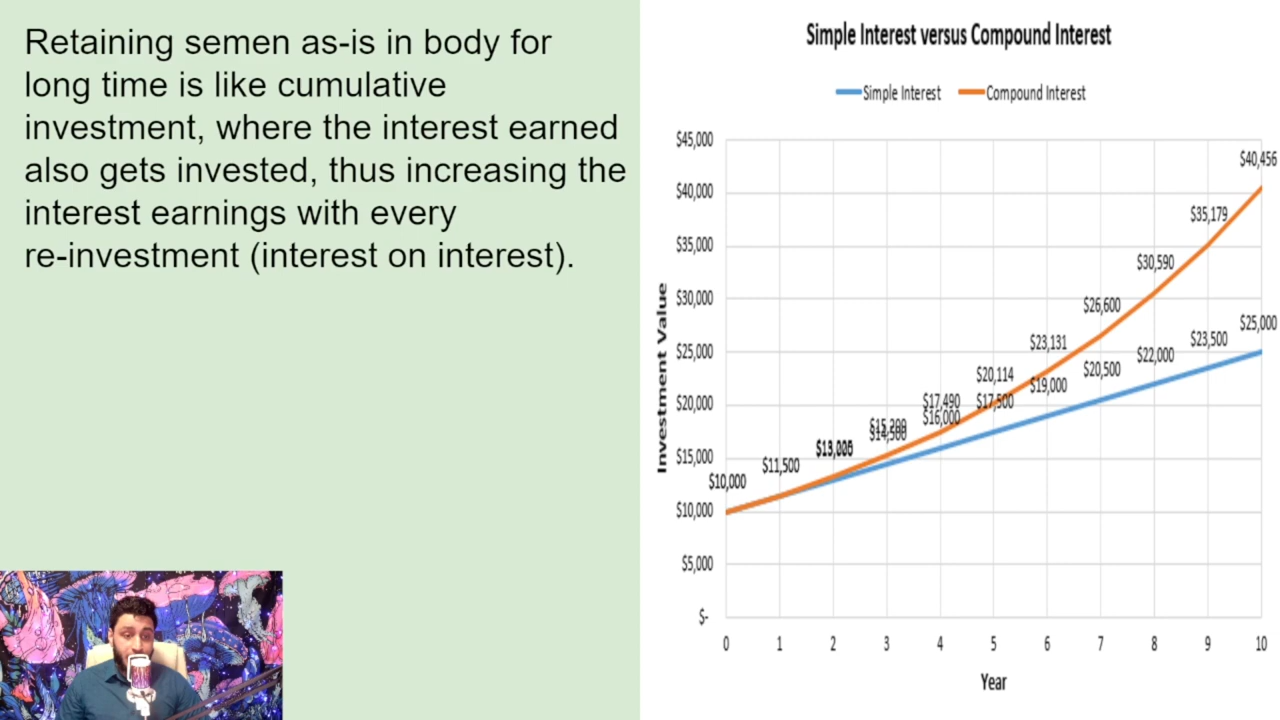 Retaining semen as-is in body for
long time is like cumulative
investment, where the interest earned
also gets invested, thus increasing the
interest earnings with every
re-investment (interest on interest).
Simple Interest versus Compound Interest
Simple Interest Compound Interest
$45,000
$40,000
$35,000
$30,000
$25,000
$20,000
$15,000
$10,000
$5,000
$-
Investment Value
$10,000
$11,500
$16,000
$17,490
$17,500
$20,114
$19,000
$23,131
$20,500
$26,600
$22,000
$30,590
$23,500
$35,179
$25,000
$40,456
0 1 2 3 4 5 6 7 8 9 10
Year